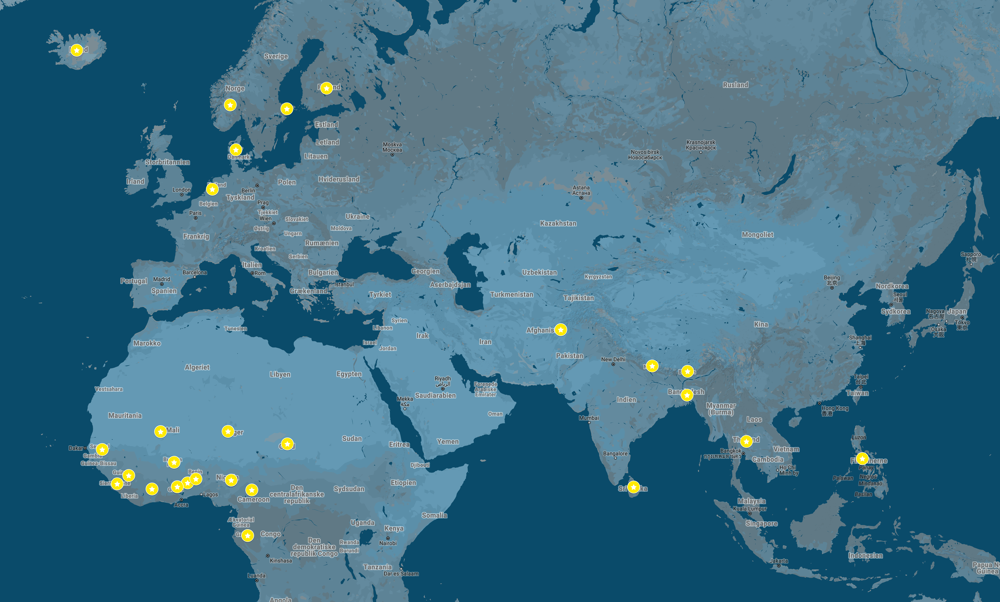 Sverige
Norge
Rusland
Estland
Letland
Litauen
Danmark
Moskva
Москва
Krasnojarsk
Красноярск
Novosibirsk
Новосибирск
Storbritannien
Irland
London
Berlin
Polen
Hviderusland
Tyskland
Belgien
Prag
Tjekkiet
Wien
Paris
Slovakiet
Ukraine
Astana
Астана
Kazakhstan
Østrig
Ungarn
Moldova
Frankrig
Rumænien
Kroatien
Serbien
Mongoliet
Italien
Rom
Bulgarien
Barcelona
Portugal
Madrid
Spanien
Istanbul
Grækenland
Georgien
Aserbajdsjan
Tyrkiet
Uzbekistan
Kyrgyzstan
Turkmenistan
Tajikistan
Beijing
北京
Sapporo
札幌
Nordkorea
Seoul
서울
Sydkorea
Nagoya
名古屋
Japan
Tokyo
東京
Osaka
大阪
Kina
Shanghai
上海
Syrien
Libanon
Tunesien
Irak
Israel
Jordan
Iran
Afghanis
Pakistan
Marokko
Algeriet
Libyen
Egypten
New Delhi
Riyadh
الرياض
Forenede
Arabiske
Emirater
Saudiarabien
Mekka
مكة
Oman
Vestsahara
Mauritania
Indien
Mumbai
Myanmar
(Burma)
Laos
Taipei
台北
Taiwan
Hong Kong
香港
Mali
Sudan
Eritrea
Yemen
Dakar
Gambia
Guinea-Bissau
Benin
Djibouti
Bangalore
Luzon
Bangkok
กรุงเทพมหานคร
Vietnam
Cambodia
Ho Chi
Minh by
Panay
Negros
Palawan
Mindanao
Basilan
Liberia
Lagos
Accra
Cameroon
Den
centralafrikanske
republik
Sydsudan
Etiopien
Somalia
Malaysia
Kuala Lumpur
Singapore
Ækvatorial
Guinea
Congo
Uganda
Kenya
Nairobi
Rwanda
Burundi
Den
demokratiske
republik Congo
Kinshasa
Tanzania
Dar es-Salaam
Luanda
Angola
Indonesien
Jakarta
Papua Ny
Guinea